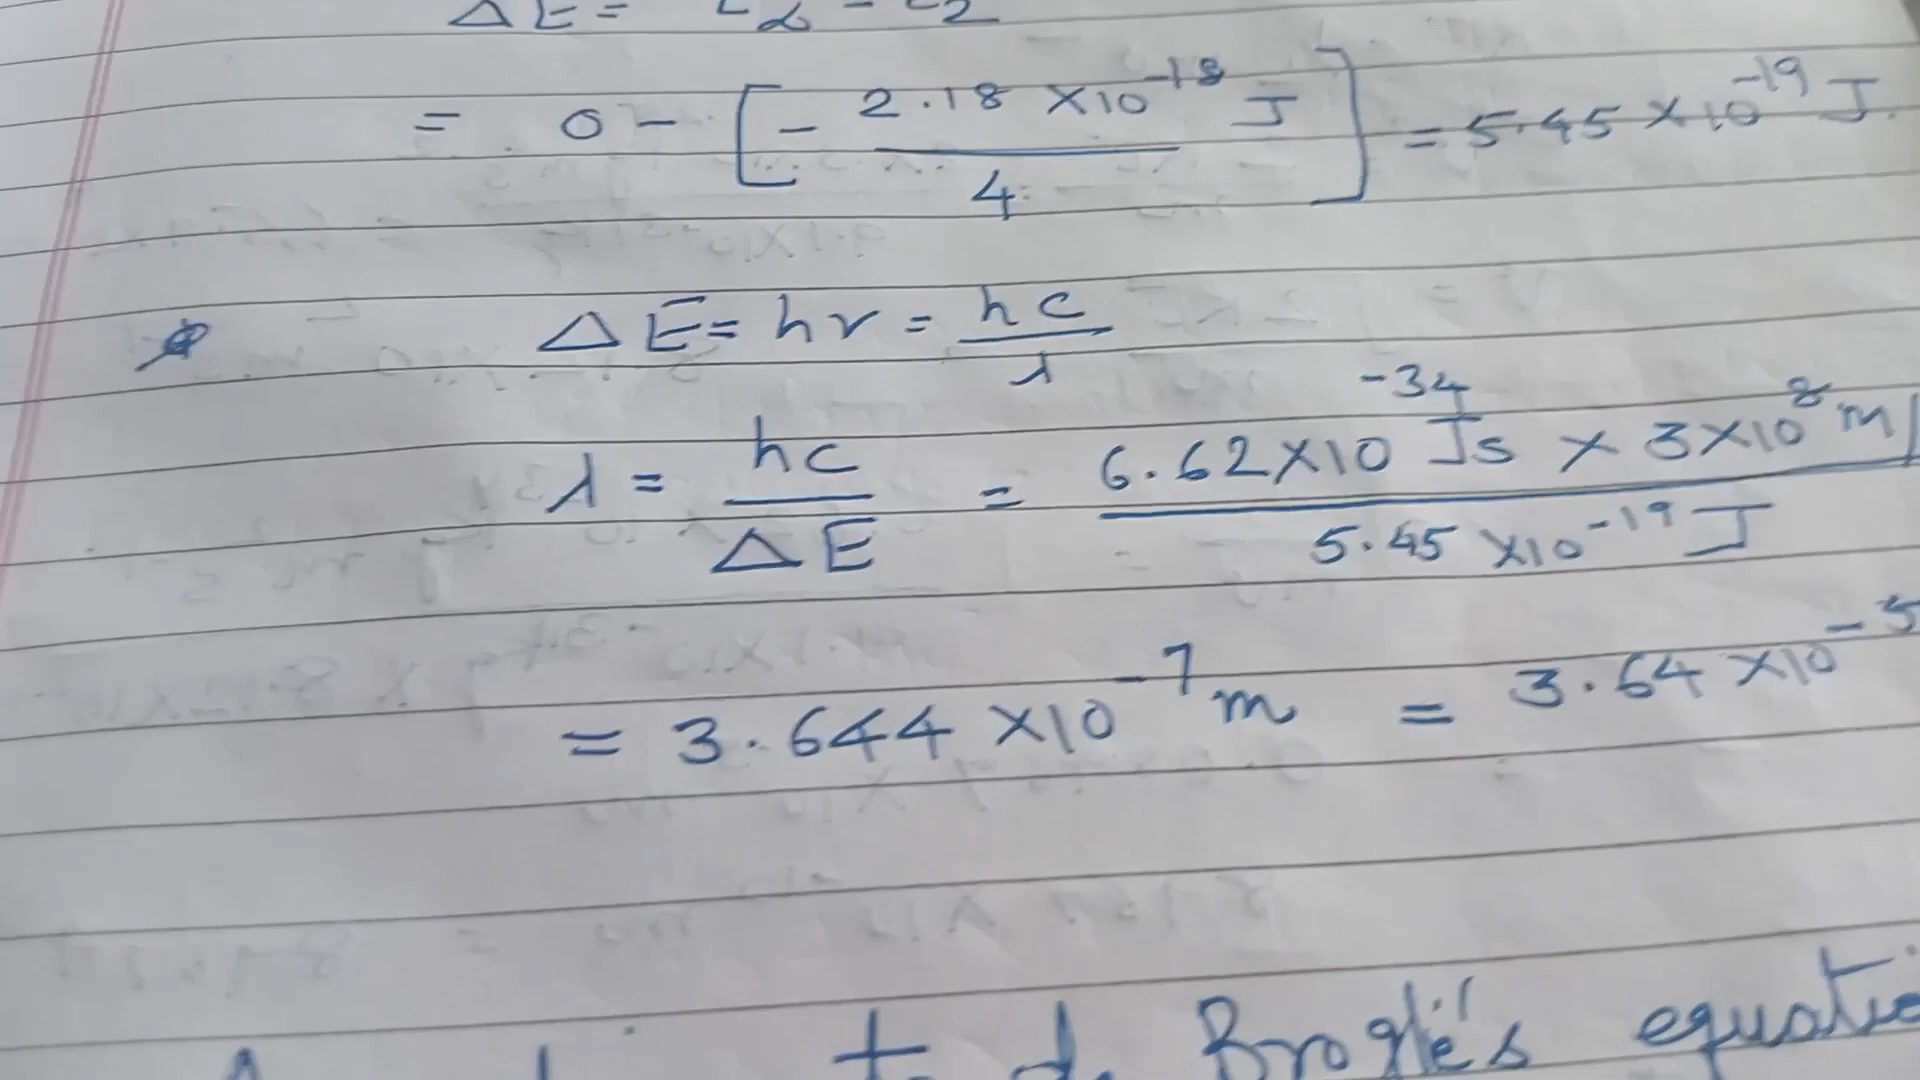 ΔE =
= 0 - [ - 2.18 × 10⁻¹⁸ J / 4 ] = 5.45 × 10⁻¹⁹ J
ΔE = hν = hc / λ
λ = hc / ΔE = 6.62 × 10⁻³⁴ Js × 3 × 10⁸ m/ / 5.45 × 10⁻¹⁹ J
= 3.644 × 10⁻⁷ m = 3.64 × 10⁻⁵
Broglie's